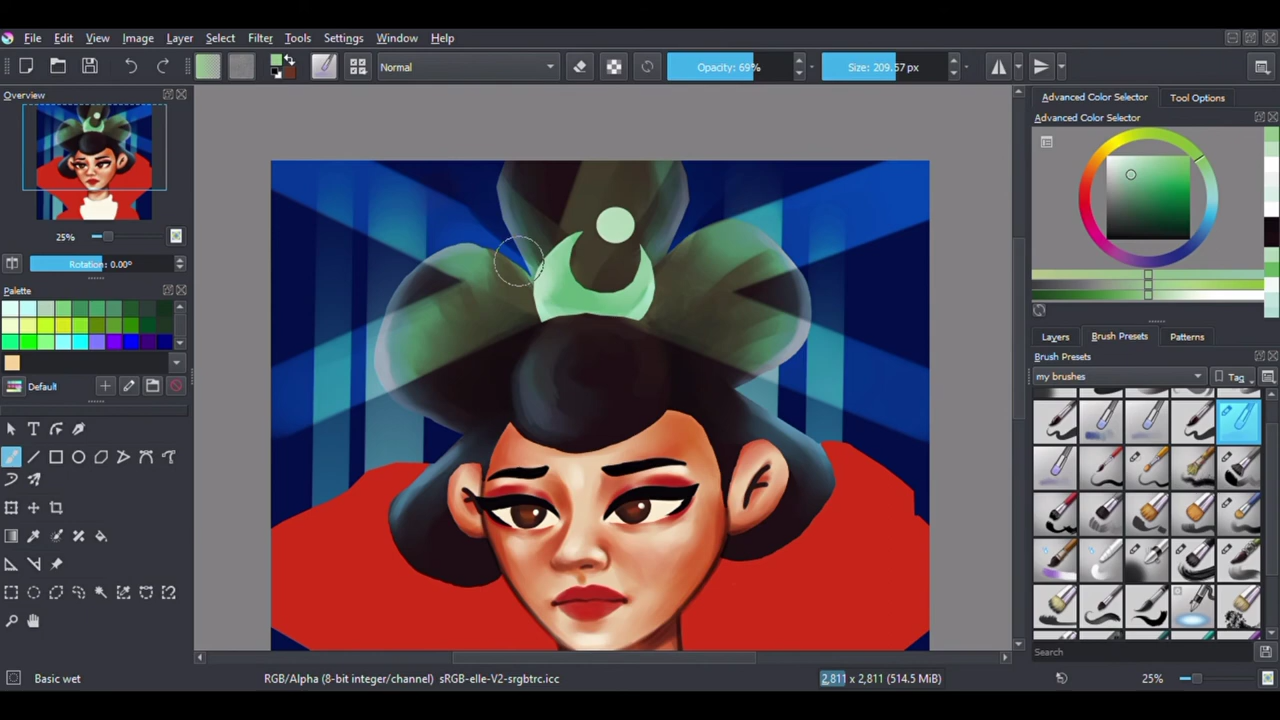 File Edit View Image Layer Select Filter Tools Settings Window Help
Normal Opacity: 69% Size: 209.57 px
Overview
Advanced Color Selector Tool Options
Advanced Color Selector
25%
Rotation: 0.00°
Palette
Layers Brush Presets Patterns
Brush Presets
my brushes Tag
Default
Search
Basic wet RGB/Alpha (8-bit integer/channel) sRGB-elle-V2-srgbtrc.icc 2,811 x 2,811 (514.5 MiB) 25%